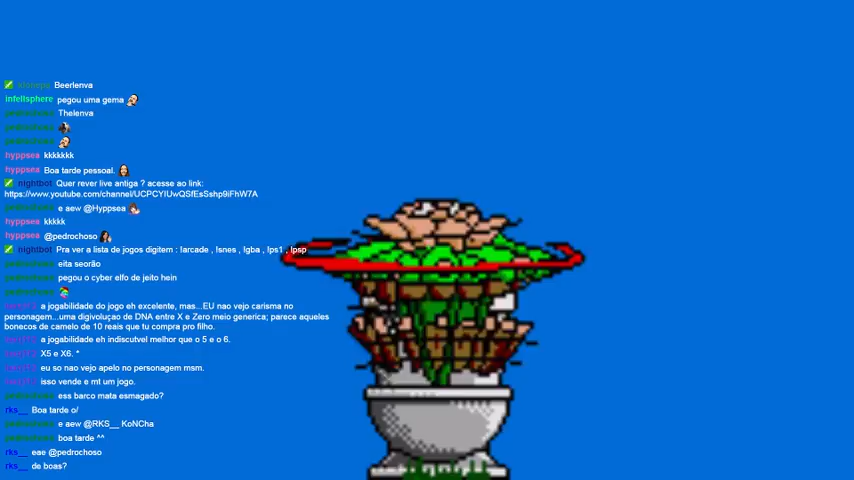 Beerlenva
infeltsphere pegou uma gema
Thelenva
hyppsea kkkkkkk
hyppsea Boa tarde pessoal.
nightbot Quer rever live antiga ? acesse ao link:
https://www.youtube.com/channel/UCPCYIUwQSfEsSshp9iFhW7A
e aew @Hyppsea
hyppsea kkkkk
hyppsea @pedrochoso
nightbot Pra ver a lista de jogos digitem : !arcade , !snes , !gba , !ps1 , !psp
eita seorão
pegou o cyber elfo de jeito hein
a jogabilidade do jogo eh excelente, mas...EU nao vejo carisma no
personagem...uma digivoluçao de DNA entre X e Zero meio generica; parece aqueles
bonecos de camelo de 10 reais que tu compra pro filho.
a jogabilidade eh indiscutvel melhor que o 5 e o 6.
X5 e X6. *
eu so nao vejo apelo no personagem msm.
isso vende e mt um jogo.
ess barco mata esmagado?
rks__ Boa tarde o/
e aew @RKS__ KoNCha
boa tarde ^^
rks__ eae @pedrochoso
rks__ de boas?